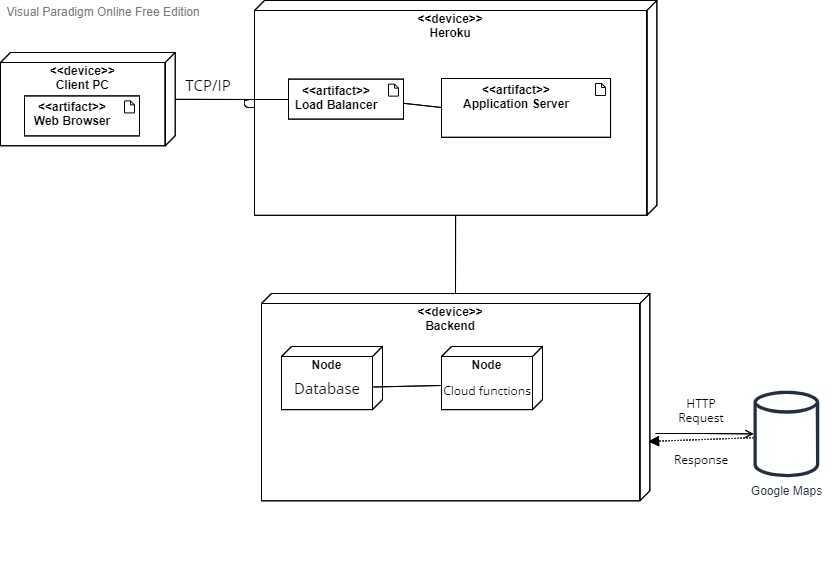 Visual Paradigm Online Free Edition
<<device>>
Heroku
<<device>>
Client PC
<<artifact>>
Web Browser
TCP/IP
<<artifact>>
Load Balancer
<<artifact>>
Application Server
<<device>>
Backend
Node
Database
Node
Cloud functions
HTTP
Request
Response
Google Maps